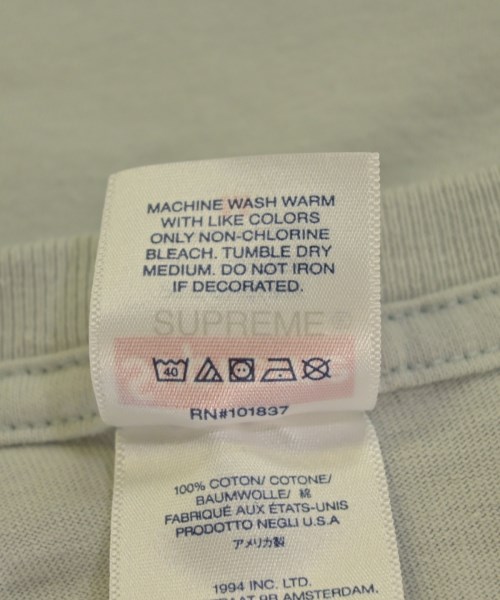 MACHINE WASH WARM
WITH LIKE COLORS
ONLY NON-CHLORINE
BLEACH. TUMBLE DRY
MEDIUM. DO NOT IRON
IF DECORATED.
SUPREME ©
40
RN#101837
100% COTON/ COTONE/
BAUMWOLLE/ 綿
FABRIQUÉ AUX ÉTATS-UNIS
PRODOTTO NEGLI U.S.A
アメリカ製
1994 INC. LTD.
9B AMSTERDAM.